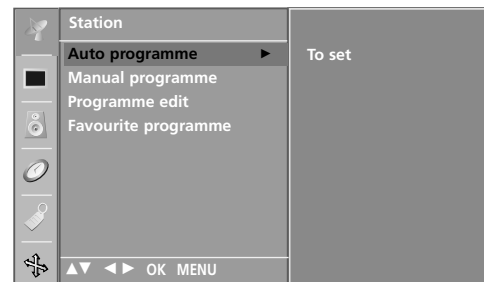 Station
Auto programme ► To set
Manual programme
Programme edit
Favourite programme
▲▼ ◄► OK MENU